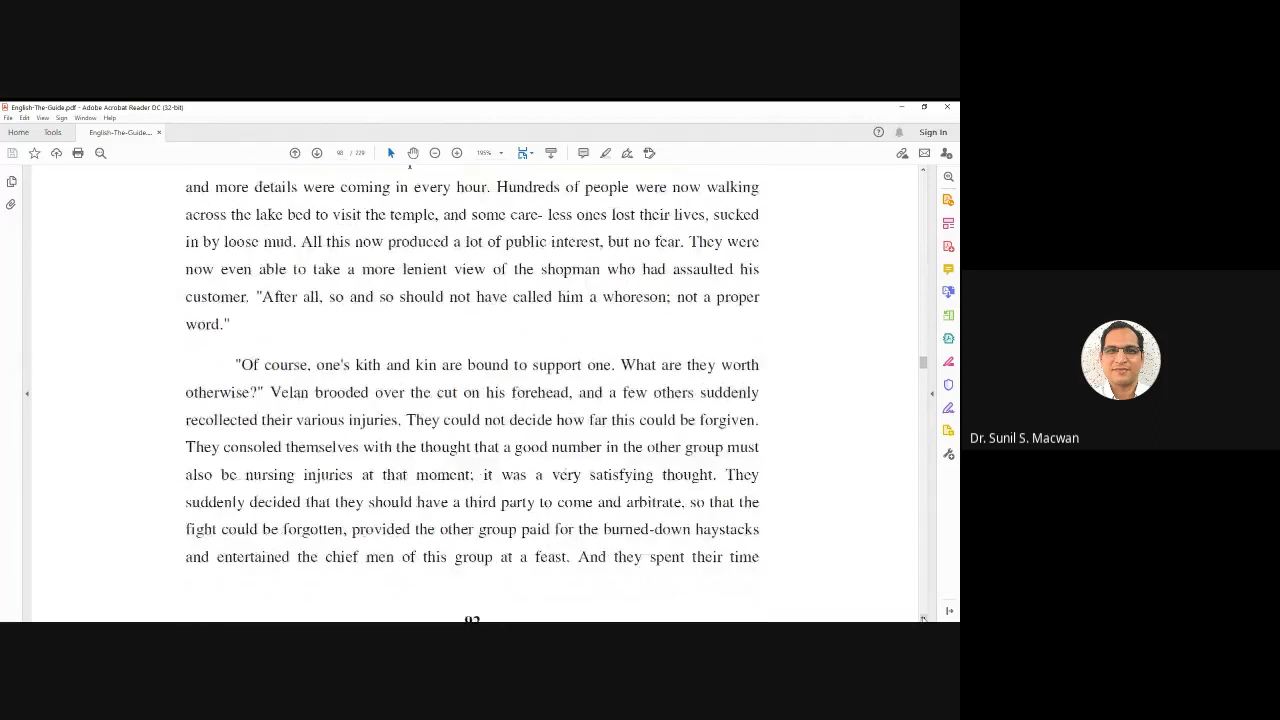 English-The-Guide.pdf - Adobe Acrobat Reader DC (32-bit)
File Edit View Sign Window Help
Home Tools English-The-Guide.... × Sign In
98 / 229 195%
and more details were coming in every hour. Hundreds of people were now walking
across the lake bed to visit the temple, and some care- less ones lost their lives, sucked
in by loose mud. All this now produced a lot of public interest, but no fear. They were
now even able to take a more lenient view of the shopman who had assaulted his
customer. "After all, so and so should not have called him a whoreson; not a proper
word."
"Of course, one's kith and kin are bound to support one. What are they worth
otherwise?" Velan brooded over the cut on his forehead, and a few others suddenly
recollected their various injuries. They could not decide how far this could be forgiven.
They consoled themselves with the thought that a good number in the other group must
also be nursing injuries at that moment; it was a very satisfying thought. They
suddenly decided that they should have a third party to come and arbitrate, so that the
fight could be forgotten, provided the other group paid for the burned-down haystacks
and entertained the chief men of this group at a feast. And they spent their time
Dr. Sunil S. Macwan